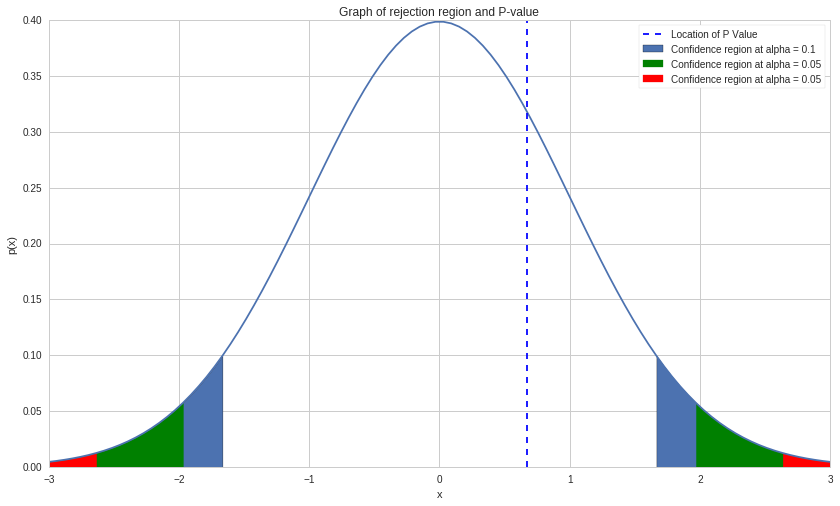 Graph of rejection region and P-value
Location of P Value
Confidence region at alpha = 0.1
Confidence region at alpha = 0.05
Confidence region at alpha = 0.05
0.40
0.35
0.30
0.25
0.20
0.15
0.10
0.05
0.00
p(x)
−3
−2
−1
0
1
2
3
x